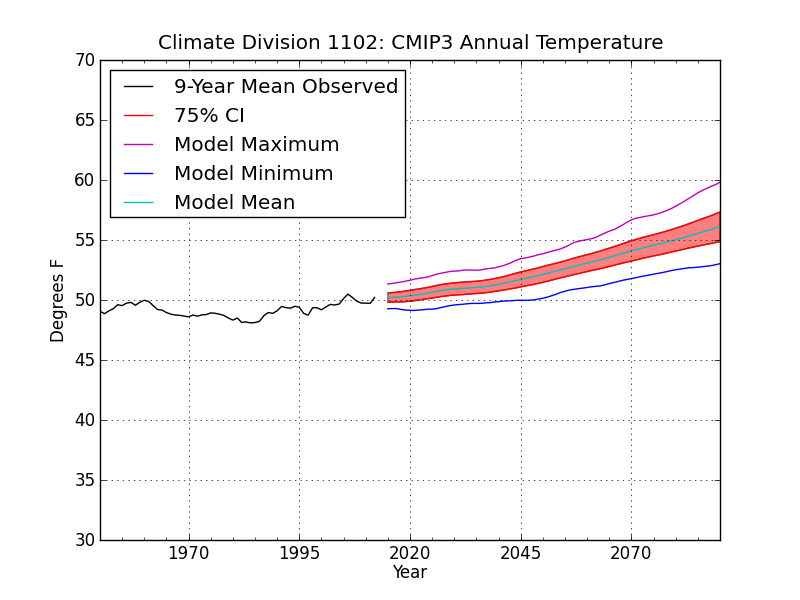 Climate Division 1102: CMIP3 Annual Temperature
70
65
60
55
50
45
40
35
30
Degrees F
9-Year Mean Observed
75% CI
Model Maximum
Model Minimum
Model Mean
1970 1995 2020 2045 2070
Year